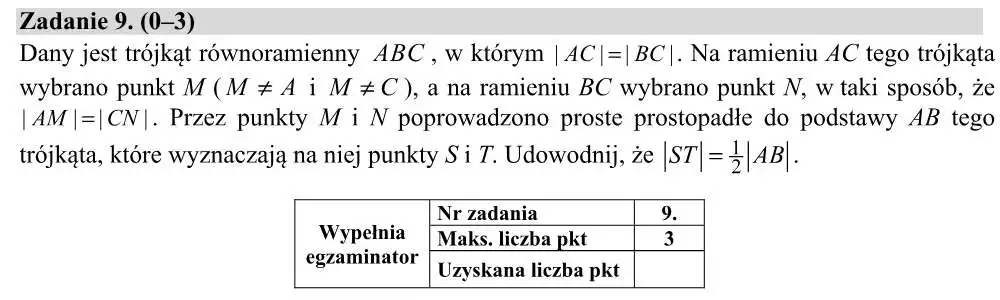 Zadanie 9. (0–3)
Dany jest trójkąt równoramienny ABC , w którym | AC |=| BC |. Na ramieniu AC tego trójkąta
wybrano punkt M ( M ≠ A i M ≠ C ), a na ramieniu BC wybrano punkt N, w taki sposób, że
| AM |=| CN |. Przez punkty M i N poprowadzono proste prostopadłe do podstawy AB tego
trójkąta, które wyznaczają na niej punkty S i T. Udowodnij, że |ST| = 1/2 |AB| .
Wypełnia
egzaminator
Nr zadania 9.
Maks. liczba pkt 3
Uzyskana liczba pkt